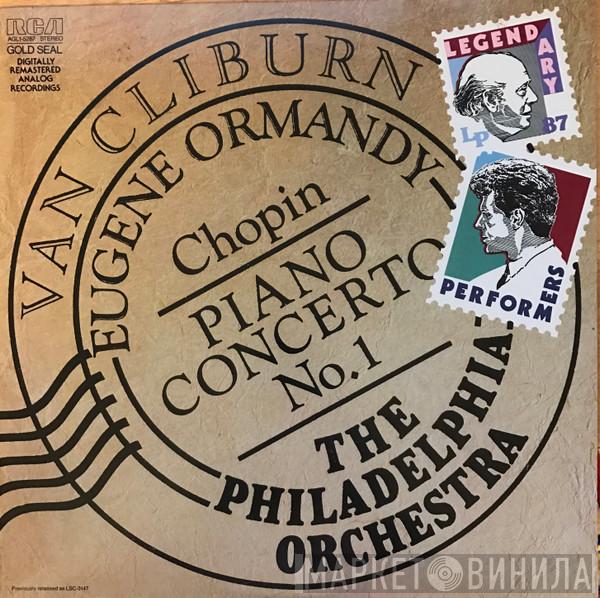 RCA
AGL1-5287 STEREO
GOLD SEAL
DIGITALLY
REMASTERED
ANALOG
RECORDINGS
VAN CLIBURN
EUGENE ORMANDY
Chopin
PIANO
CONCERTO
No. 1
THE
PHILADELPHIA
ORCHESTRA
LEGENDARY
LP 87
PERFORMERS
Previously released as LSC-3147
МАРКЕТ ВИНИЛА